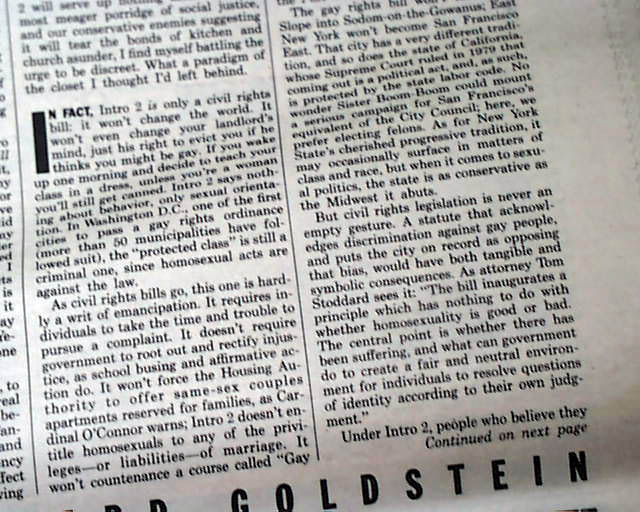 2 will serve up
most meager porridge of social justice,
and our conservative enemies suggesting
it will tear the bonds of kitchen and
church asunder, I find myself battling the
urge to be discreet. What a paradigm of
the closet I thought I'd left behind.
IN FACT, Intro 2 is only a civil rights
bill: it won't change the world. It
won't even change your landlord's
mind, just his right to evict you if he
thinks you might be gay. If you wake
up one morning and decide to teach your
class in a dress, unless you're a woman
you'll still get canned. Intro 2 says noth-
ing about behavior, only sexual orienta-
tion. In Washington D.C., one of the first
cities to pass a gay rights ordinance
(more than 50 municipalities have fol-
lowed suit), the "protected class" is still a
criminal one, since homosexual acts are
against the law.
As civil rights bills go, this one is hard-
ly a writ of emancipation. It requires in-
dividuals to take the time and trouble to
pursue a complaint. It doesn't require
government to root out and rectify injus-
tice, as school busing and affirmative ac-
tion do. It won't force the Housing Au-
thority to offer same-sex couples
apartments reserved for families, as Car-
dinal O'Connor warns; Intro 2 doesn't en-
title homosexuals to any of the privi-
leges—or liabilities—of marriage. It
won't countenance a course called "Gay
The gay rights bill won't
Slope into Sodom-on-the-Gowanus; East
New York won't become San Francisco
East. That city has a very different tradi-
tion, and so does the state of California,
whose Supreme Court ruled in 1979 that
coming out is a political act, and, as such,
is protected by the state labor code. No
wonder Sister Boom-Boom could mount
a serious campaign for San Francisco's
equivalent of the City Council; here, we
prefer electing felons. As for New York
State's cherished progressive tradition, it
may occasionally surface in matters of
class and race, but when it comes to sexu-
al politics, the state is as conservative as
the Midwest it abuts.
But civil rights legislation is never an
empty gesture. A statute that acknowl-
edges discrimination against gay people,
and puts the city on record as opposing
that bias, would have both tangible and
symbolic consequences. As attorney Tom
Stoddard sees it: "The bill inaugurates a
principle which has nothing to do with
whether homosexuality is good or bad.
The central point is whether there has
been suffering, and what can government
do to create a fair and neutral environ-
ment for individuals to resolve questions
of identity according to their own judg-
ment."
Under Intro 2, people who believe they
Continued on next page
GOLDSTEIN